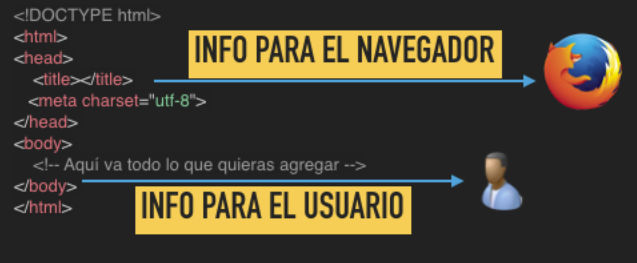 <!DOCTYPE html>
<html>
<head>
INFO PARA EL NAVEGADOR
<title></title>
<meta charset="utf-8">
</head>
<body>
<!-- Aquí va todo lo que quieras agregar -->
</body>
INFO PARA EL USUARIO
</html>